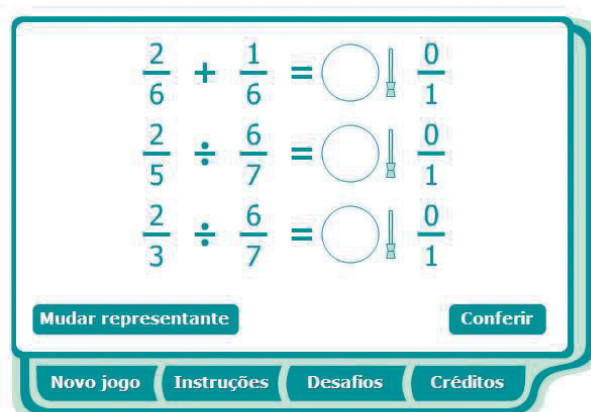 2/6 + 1/6 = 0/1
2/5 ÷ 6/7 = 0/1
2/3 ÷ 6/7 = 0/1
Mudar representante Conferir
Novo jogo Instruções Desafios Créditos